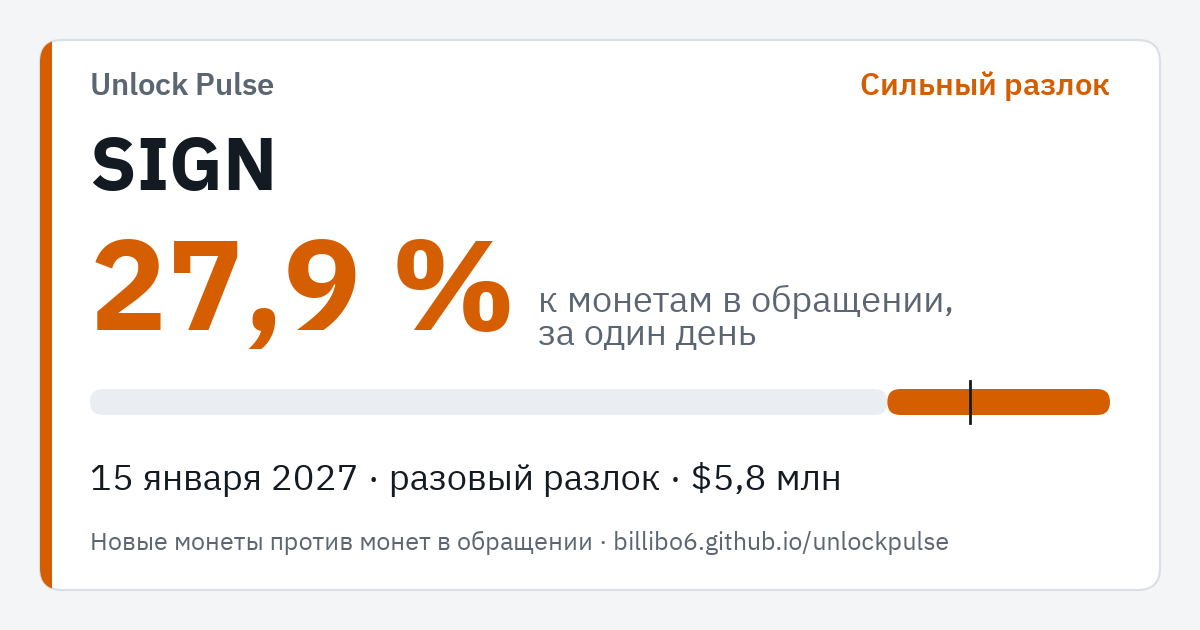 Unlock Pulse
Сильный разлок
SIGN
27,9 %
к монетам в обращении,
за один день
15 января 2027 · разовый разлок · $5,8 млн
Новые монеты против монет в обращении · billibo6.github.io/unlockpulse